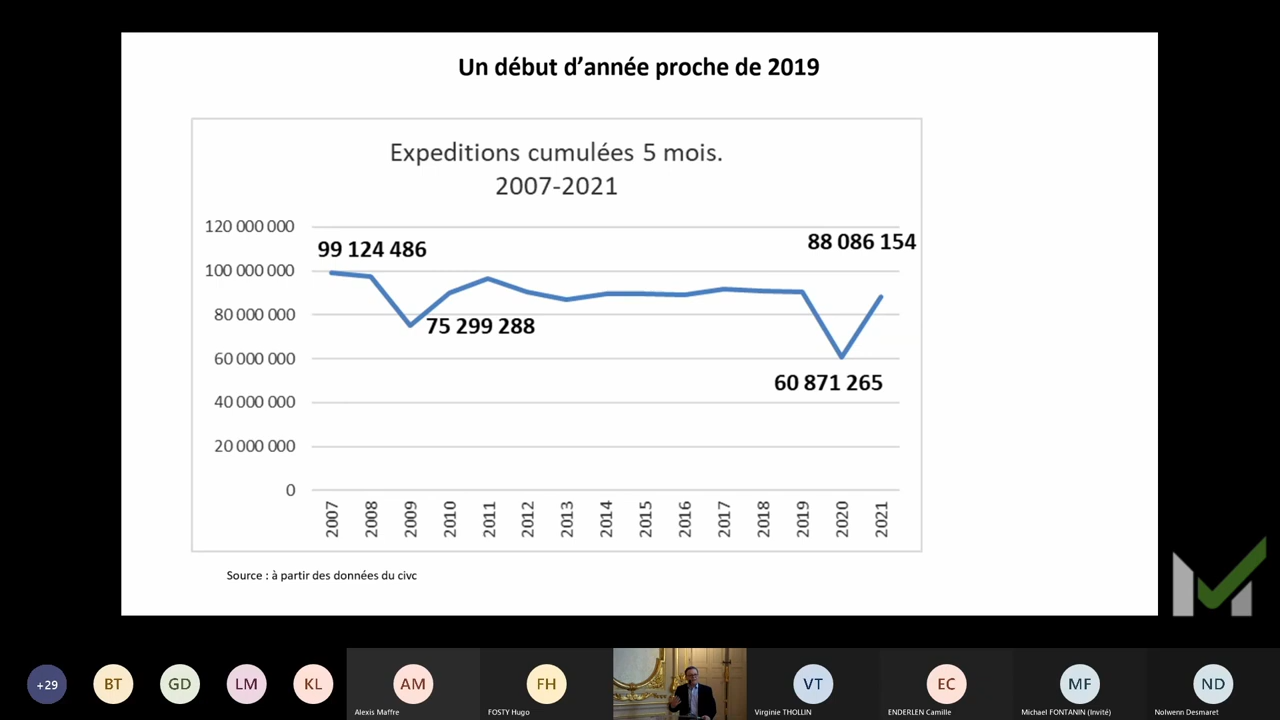 Un début d’année proche de 2019
Expeditions cumulées 5 mois.
2007-2021
120 000 000
100 000 000
80 000 000
60 000 000
40 000 000
20 000 000
0
99 124 486
88 086 154
75 299 288
60 871 265
2007
2008
2009
2010
2011
2012
2013
2014
2015
2016
2017
2018
2019
2020
2021
Source : à partir des données du civc
+29
BT
GD
LM
KL
AM
Alexis Maffre
FH
FOSTY Hugo
VT
Virginie THOLLIN
EC
ENDERLEN Camille
MF
Michael FONTANIN (Invité)
ND
Nolwenn Desmaret